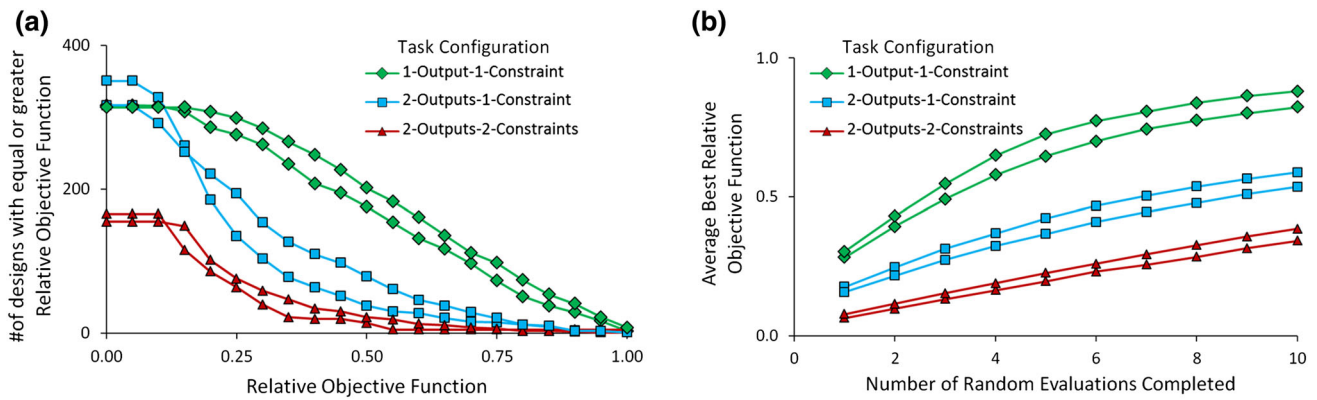 (a)
#of designs with equal or greater
Relative Objective Function
400
200
0
0.00
0.25
0.50
0.75
1.00
Relative Objective Function
Task Configuration
1-Output-1-Constraint
2-Outputs-1-Constraint
2-Outputs-2-Constraints
(b)
Average Best Relative
Objective Function
1.0
0.5
0.0
0
2
4
6
8
10
Number of Random Evaluations Completed
Task Configuration
1-Output-1-Constraint
2-Outputs-1-Constraint
2-Outputs-2-Constraints